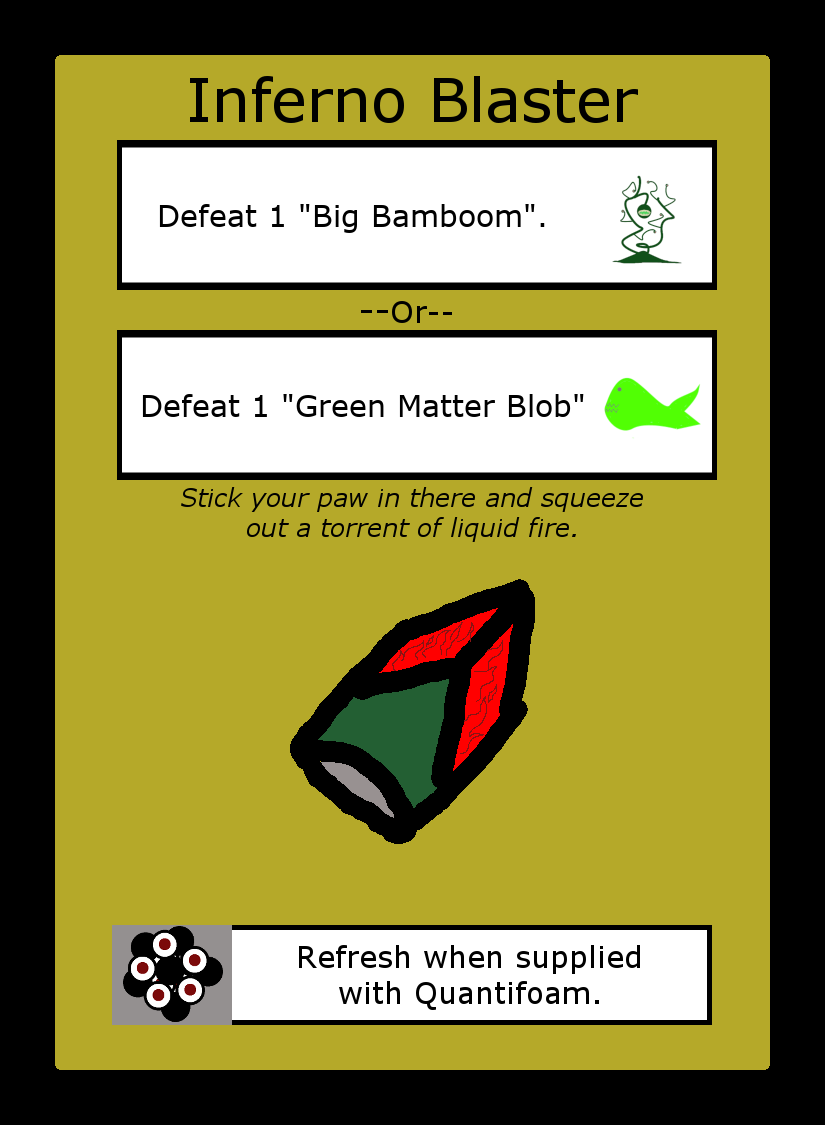 Inferno Blaster
Defeat 1 "Big Bamboom".
--Or--
Defeat 1 "Green Matter Blob"
Stick your paw in there and squeeze
out a torrent of liquid fire.
Refresh when supplied
with Quantifoam.